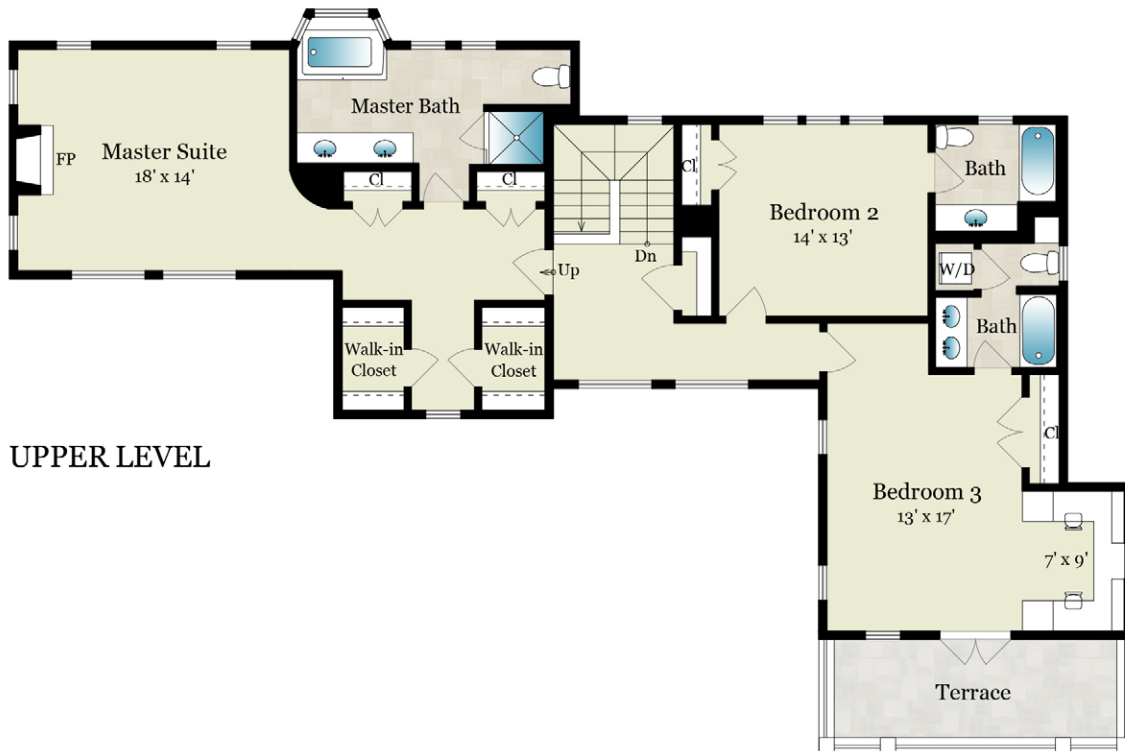 Master Bath
FP
Master Suite
18' x 14'
Cl
Cl
Cl
Bath
Bedroom 2
14' x 13'
Dn
Up
W/D
Bath
Walk-in
Closet
Walk-in
Closet
UPPER LEVEL
Cl
Bedroom 3
13' x 17'
7' x 9'
Terrace